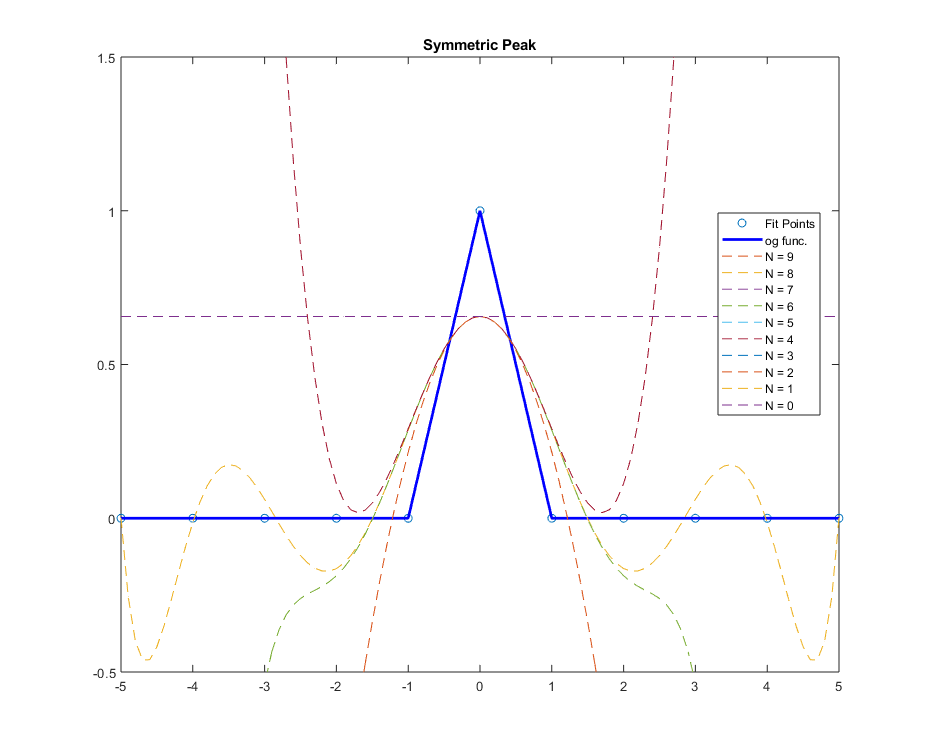 Symmetric Peak
1.5
1
0.5
0
-0.5
-5 -4 -3 -2 -1 0 1 2 3 4 5
Fit Points
og func.
N = 9
N = 8
N = 7
N = 6
N = 5
N = 4
N = 3
N = 2
N = 1
N = 0